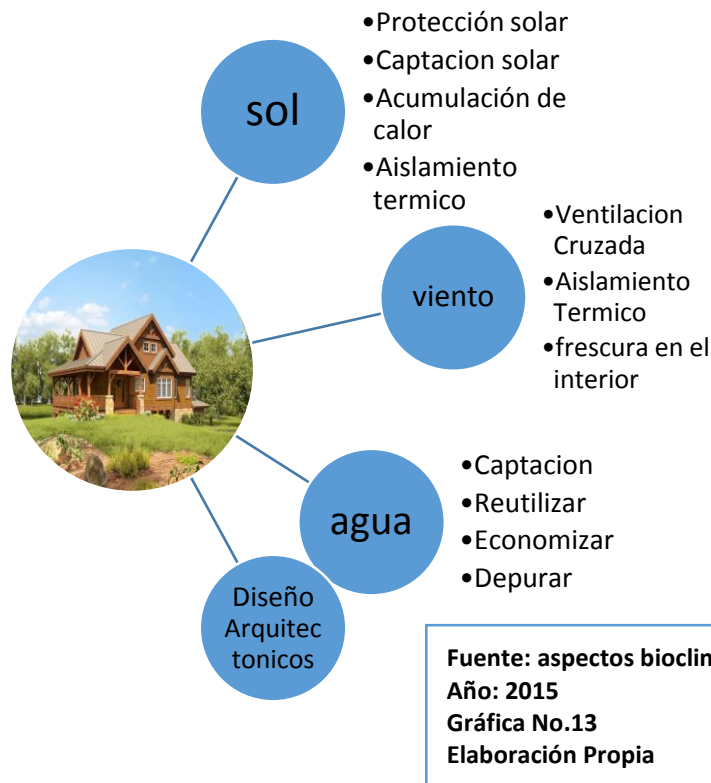 sol
•Protección solar
•Captacion solar
•Acumulación de
calor
•Aislamiento
termico
viento
•Ventilacion
Cruzada
•Aislamiento
Termico
•frescura en el
interior
agua
•Captacion
•Reutilizar
•Economizar
•Depurar
Diseño
Arquitec
tonicos
Fuente: aspectos bioclin
Año: 2015
Gráfica No.13
Elaboración Propia